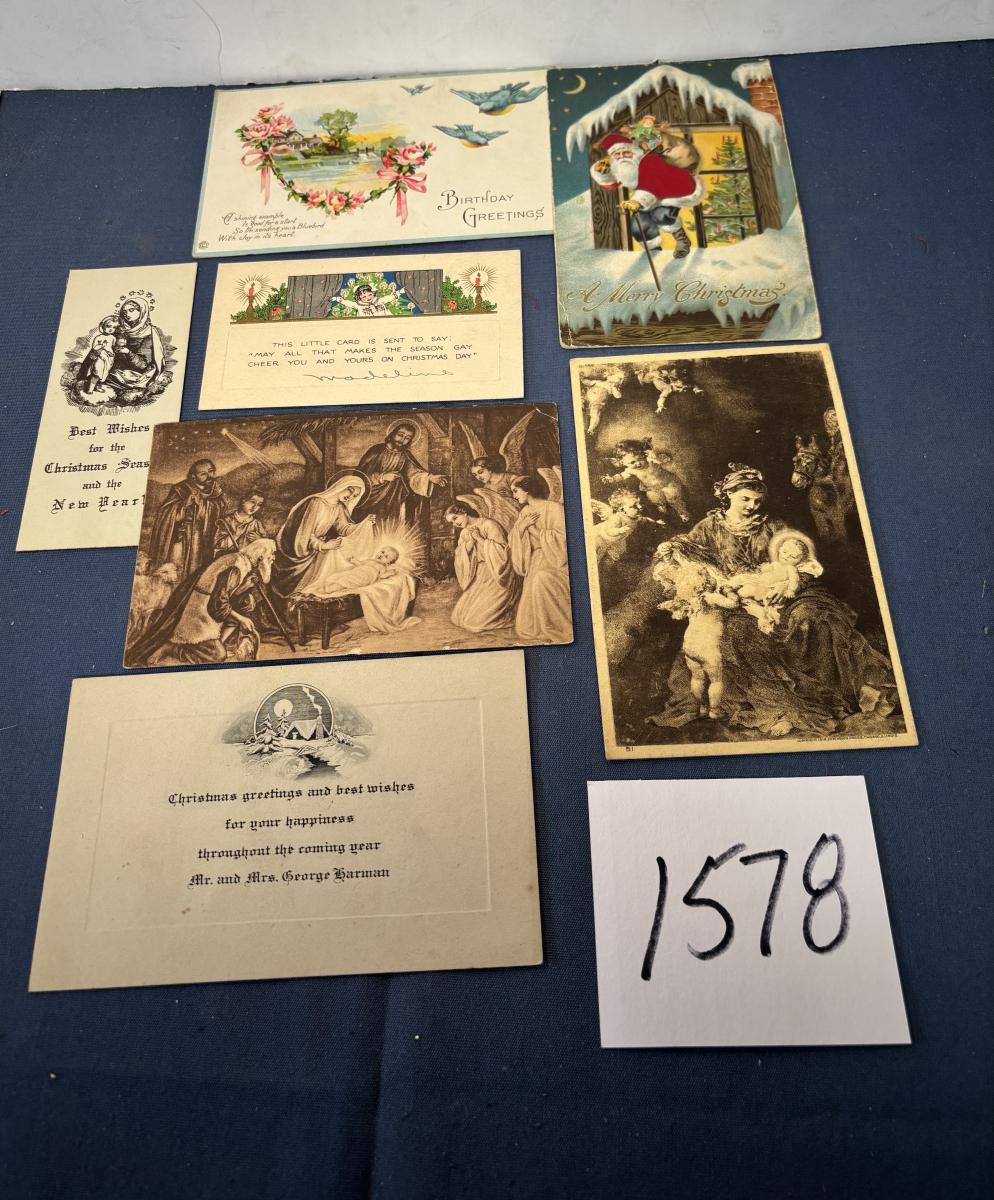 BIRTHDAY
GREETINGS
A shining example
Is good for a start
So I'm sending you a Bluebird
With joy in its heart.
A Merry Christmas.
THIS LITTLE CARD IS SENT TO SAY:
"MAY ALL THAT MAKES THE SEASON GAY
CHEER YOU AND YOURS ON CHRISTMAS DAY"
Madeline
Best Wishes
for the
Christmas Seas
and the
New Year!
51
Christmas greetings and best wishes
for your happiness
throughout the coming year
Mr. and Mrs. George Harman
1578